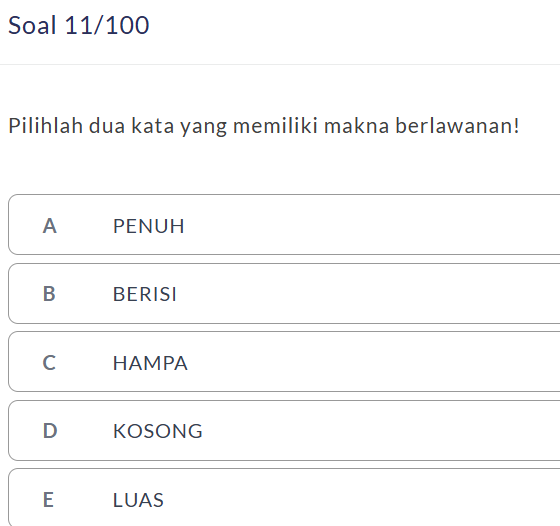 Soal 11/100
Pilihlah dua kata yang memiliki makna berlawanan!
A PENUH
B BERISI
C HAMPA
D KOSONG
E LUAS